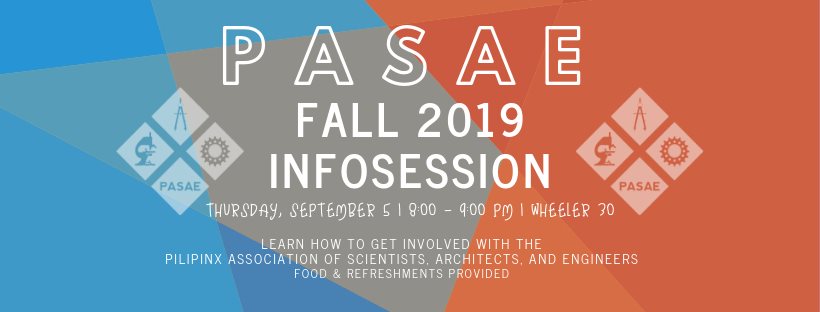 PASAE
FALL 2019
INFOSESSION
PASAE
PASAE
THURSDAY, SEPTEMBER 5 | 8:00 - 9:00 PM | WHEELER 30
LEARN HOW TO GET INVOLVED WITH THE
PILIPINX ASSOCIATION OF SCIENTISTS, ARCHITECTS, AND ENGINEERS
FOOD & REFRESHMENTS PROVIDED